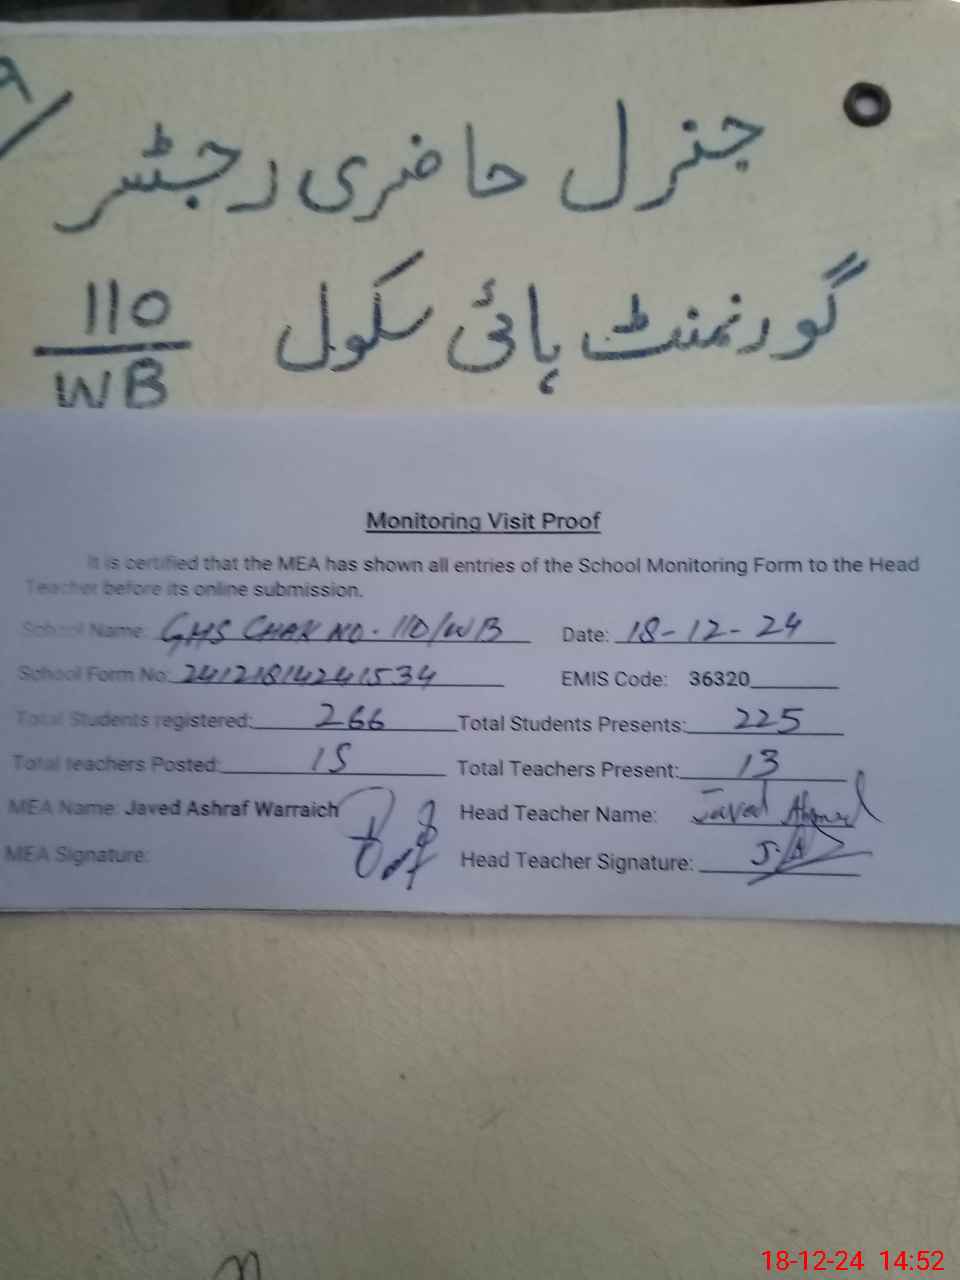 جنرل حاضری رجٹسر
گورنمنٹ ہائی سکول 110/WB
Monitoring Visit Proof
It is certified that the MEA has shown all entries of the School Monitoring Form to the Head
Teacher before its online submission.
School Name: GHS CHAK NO. 110/WB Date: 18-12-24
School Form No: 241218142241534 EMIS Code: 36320
Total Students registered: 266 Total Students Presents: 225
Total teachers Posted: 15 Total Teachers Present: 13
MEA Name: Javed Ashraf Warraich Head Teacher Name: Javed Ahmed
MEA Signature: Head Teacher Signature: J.A
18-12-24 14:52